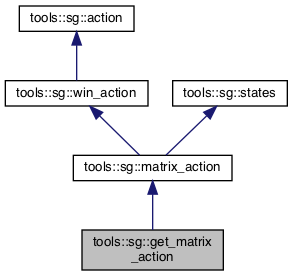 tools::sg::action
tools::sg::win_action
tools::sg::states
tools::sg::matrix_action
tools::sg::get_matrix
_action